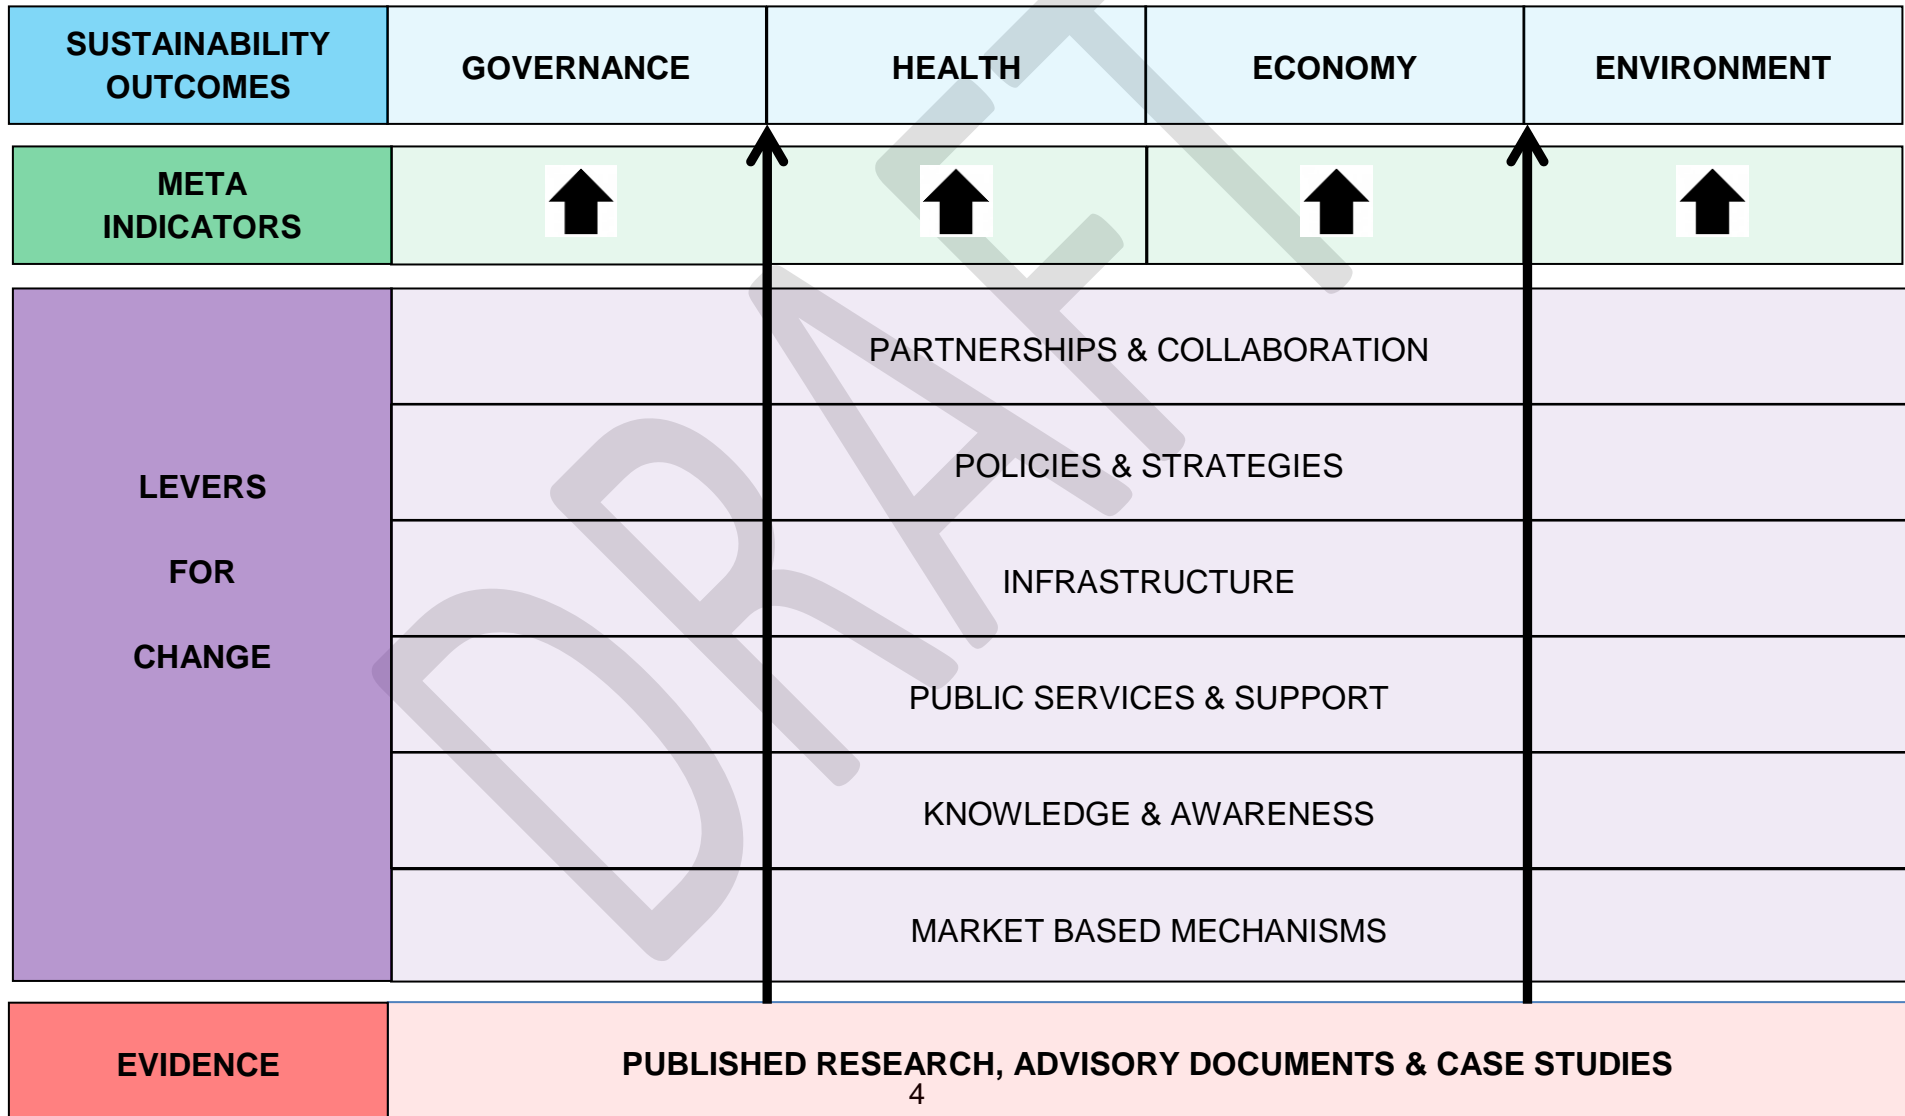 SUSTAINABILITY
OUTCOMES
GOVERNANCE
HEALTH
ECONOMY
ENVIRONMENT
META
INDICATORS
LEVERS
FOR
CHANGE
PARTNERSHIPS & COLLABORATION
POLICIES & STRATEGIES
INFRASTRUCTURE
PUBLIC SERVICES & SUPPORT
KNOWLEDGE & AWARENESS
MARKET BASED MECHANISMS
EVIDENCE
PUBLISHED RESEARCH, ADVISORY DOCUMENTS & CASE STUDIES
4
DRAFT